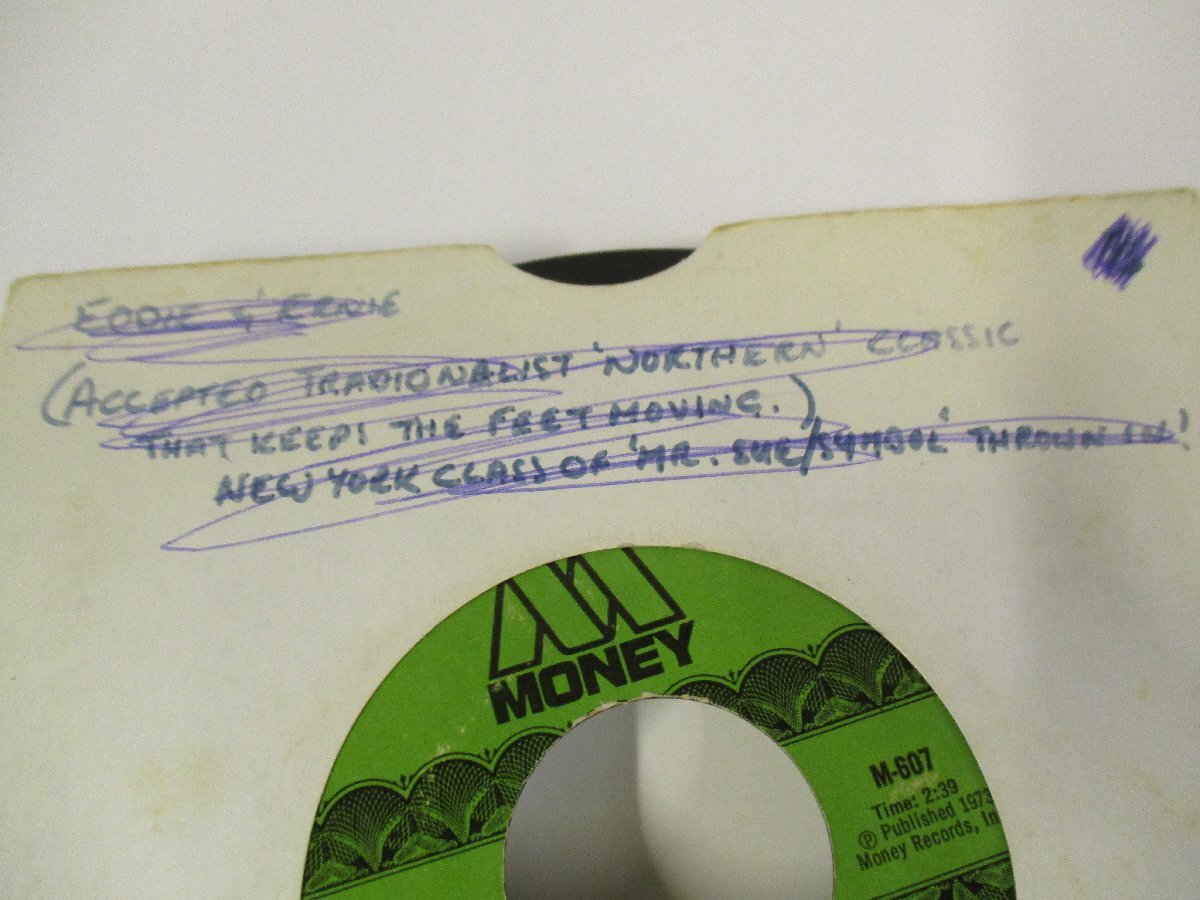 EDDIE & ERNIE
(ACCEPTED TRADIONALIST 'NORTHERN' CLASSIC
THAT KEEPS THE FEET MOVING.)
NEW YORK CLASS OF 'MR. SUE/SYMBOL' THROWN IN!
MONEY
M-607
Time: 2:39
Ⓟ Published 1973
Money Records, In